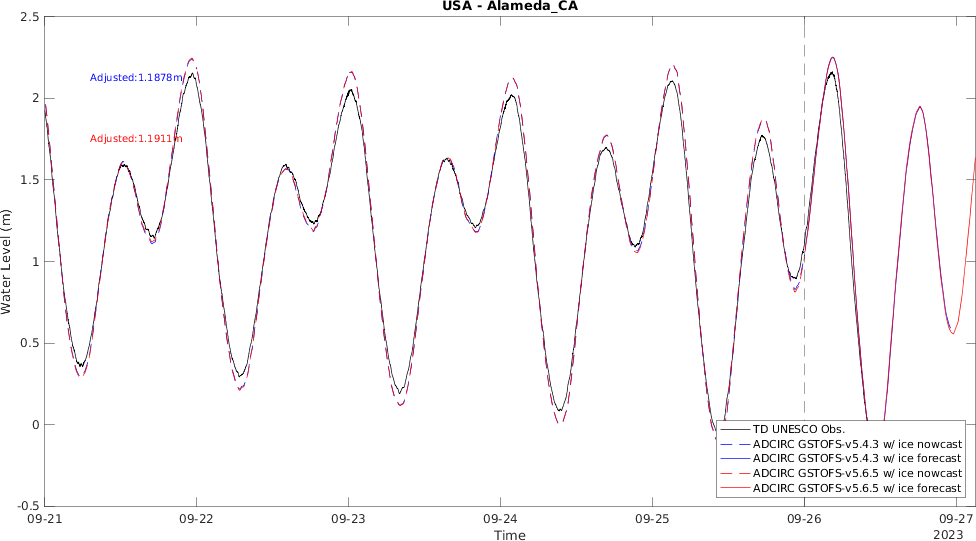 USA - Alameda_CA
2.5
2
1.5
1
0.5
0
-0.5
Water Level (m)
Adjusted:1.1878m
Adjusted:1.1911m
TD UNESCO Obs.
ADCIRC GSTOFS-v5.4.3 w/ ice nowcast
ADCIRC GSTOFS-v5.4.3 w/ ice forecast
ADCIRC GSTOFS-v5.6.5 w/ ice nowcast
ADCIRC GSTOFS-v5.6.5 w/ ice forecast
09-21 09-22 09-23 09-24 09-25 09-26 09-27
Time
2023